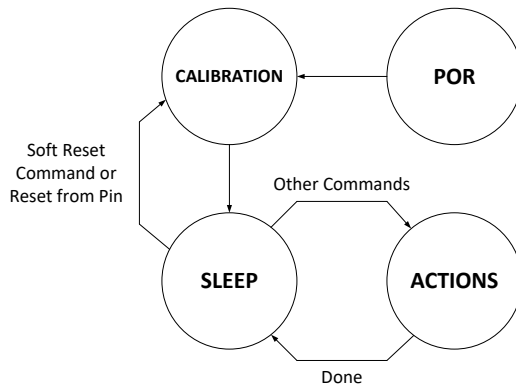 CALIBRATION
POR
Soft Reset
Command or
Reset from Pin
Other Commands
SLEEP
ACTIONS
Done